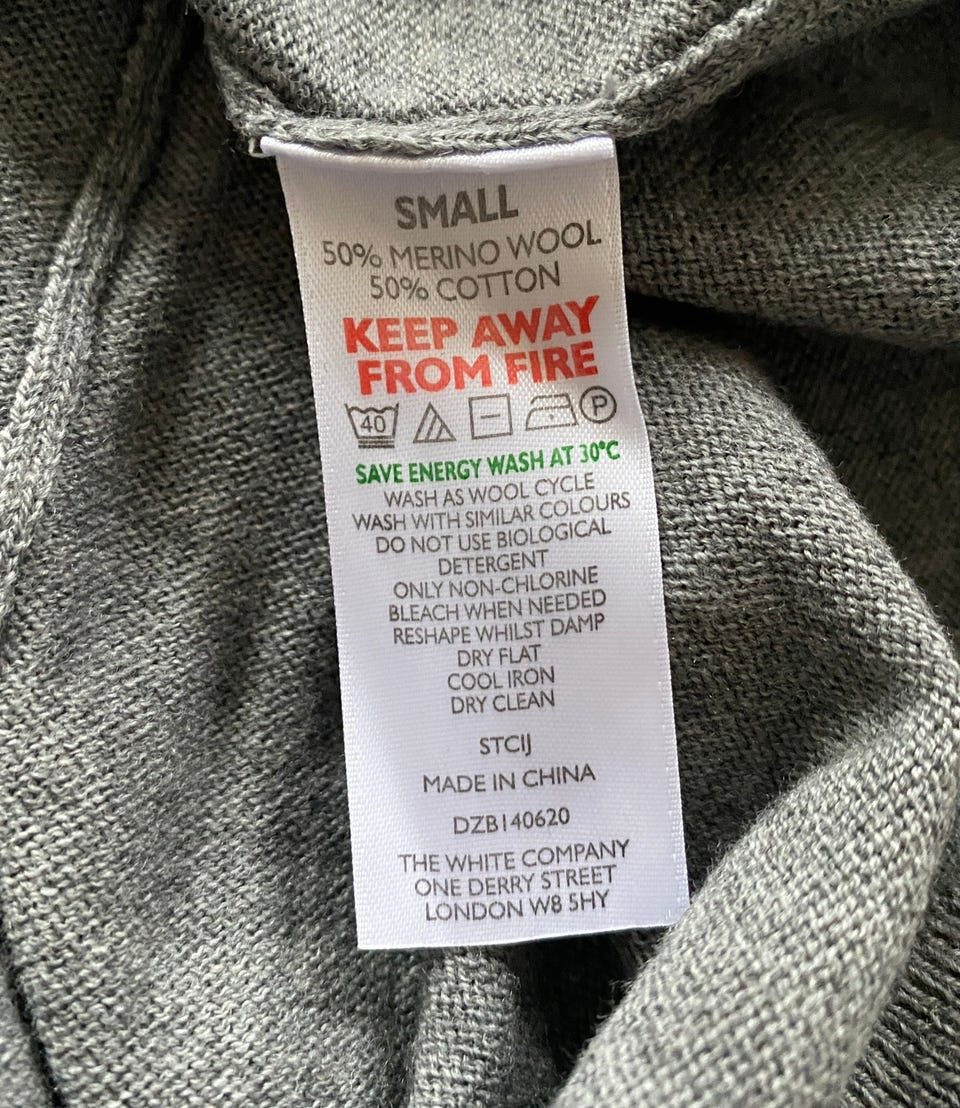 SMALL
50% MERINO WOOL
50% COTTON
KEEP AWAY
FROM FIRE
40 P
SAVE ENERGY WASH AT 30°C
WASH AS WOOL CYCLE
WASH WITH SIMILAR COLOURS
DO NOT USE BIOLOGICAL
DETERGENT
ONLY NON-CHLORINE
BLEACH WHEN NEEDED
RESHAPE WHILST DAMP
DRY FLAT
COOL IRON
DRY CLEAN
STCIJ
MADE IN CHINA
DZB140620
THE WHITE COMPANY
ONE DERRY STREET
LONDON W8 5HY